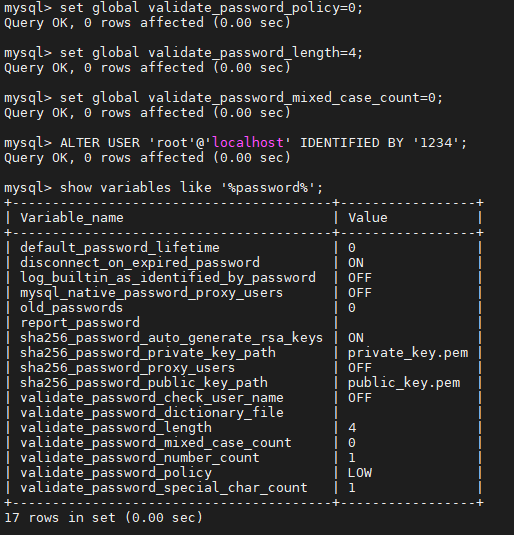 mysql> set global validate_password_policy=0;
Query OK, 0 rows affected (0.00 sec)
mysql> set global validate_password_length=4;
Query OK, 0 rows affected (0.00 sec)
mysql> set global validate_password_mixed_case_count=0;
Query OK, 0 rows affected (0.00 sec)
mysql> ALTER USER 'root'@'localhost' IDENTIFIED BY '1234';
Query OK, 0 rows affected (0.00 sec)
mysql> show variables like '%password%';
+----------------------------------------+-----------------+
| Variable_name                          | Value           |
+----------------------------------------+-----------------+
| default_password_lifetime              | 0               |
| disconnect_on_expired_password         | ON              |
| log_builtin_as_identified_by_password  | OFF             |
| mysql_native_password_proxy_users      | OFF             |
| old_passwords                          | 0               |
| report_password                        |                 |
| sha256_password_auto_generate_rsa_keys | ON              |
| sha256_password_private_key_path       | private_key.pem |
| sha256_password_proxy_users            | OFF             |
| sha256_password_public_key_path        | public_key.pem  |
| validate_password_check_user_name      | OFF             |
| validate_password_dictionary_file      |                 |
| validate_password_length               | 4               |
| validate_password_mixed_case_count     | 0               |
| validate_password_number_count         | 1               |
| validate_password_policy               | LOW             |
| validate_password_special_char_count   | 1               |
+----------------------------------------+-----------------+
17 rows in set (0.00 sec)